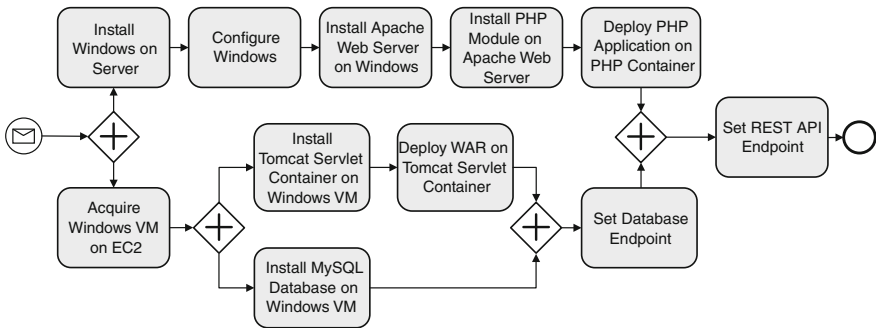 Install
Windows on
Server
Configure
Windows
Install Apache
Web Server
on Windows
Install PHP
Module on
Apache Web
Server
Deploy PHP
Application on
PHP Container
Install
Tomcat Servlet
Container on
Windows VM
Deploy WAR on
Tomcat Servlet
Container
Set REST API
Endpoint
Acquire
Windows VM
on EC2
Set Database
Endpoint
Install MySQL
Database on
Windows VM